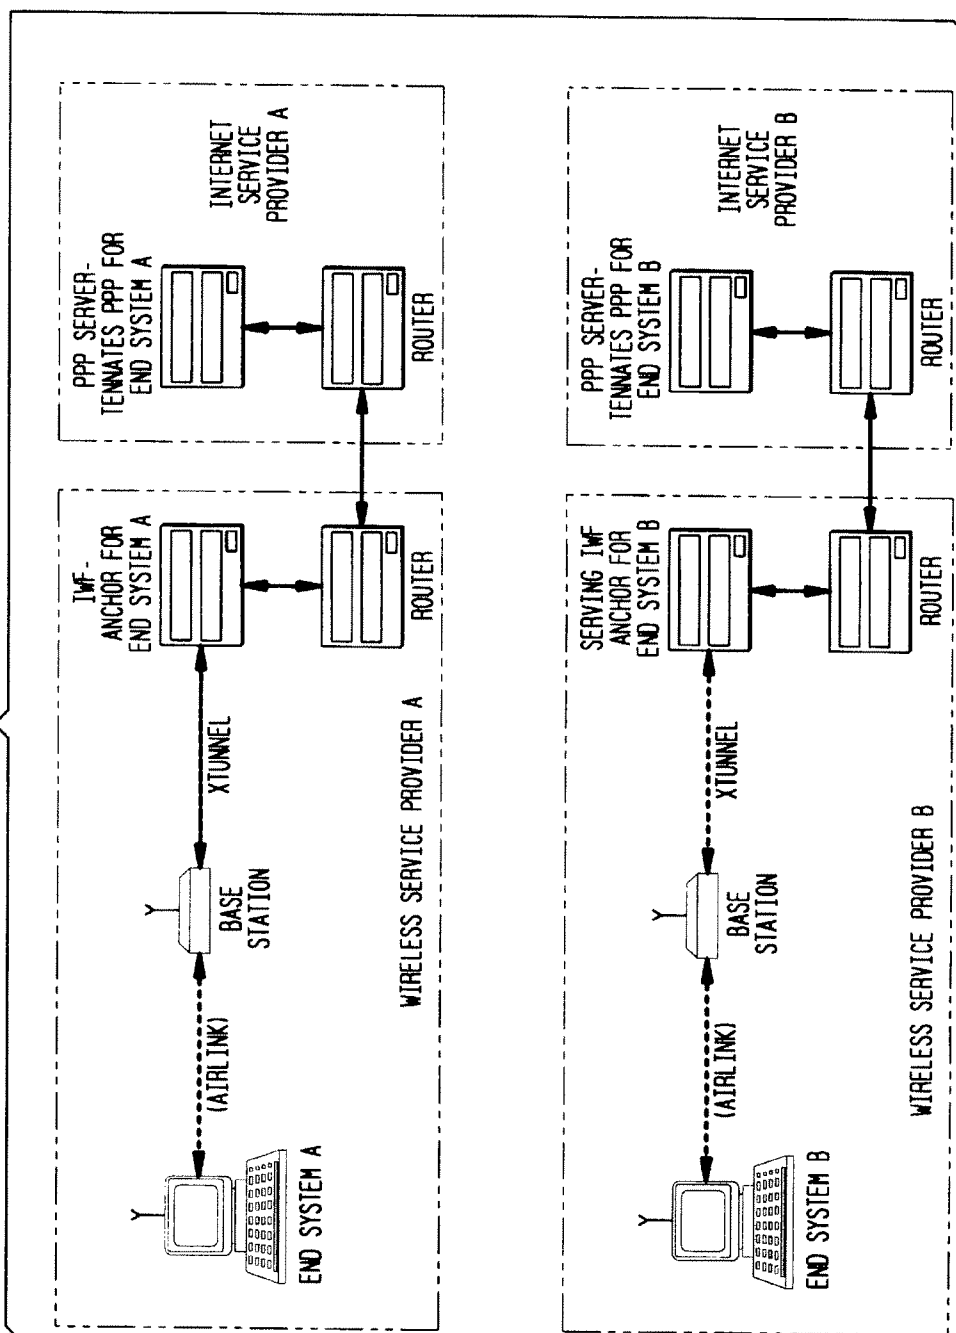 END SYSTEM A
(AIRLINK)
BASE
STATION
XTUNNEL
IWF-
ANCHOR FOR
END SYSTEM A
ROUTER
WIRELESS SERVICE PROVIDER A
PPP SERVER-
TENNATES PPP FOR
END SYSTEM A
ROUTER
INTERNET
SERVICE
PROVIDER A
END SYSTEM B
(AIRLINK)
BASE
STATION
XTUNNEL
SERVING IWF
ANCHOR FOR
END SYSTEM B
ROUTER
WIRELESS SERVICE PROVIDER B
PPP SERVER-
TENNATES PPP FOR
END SYSTEM B
ROUTER
INTERNET
SERVICE
PROVIDER B